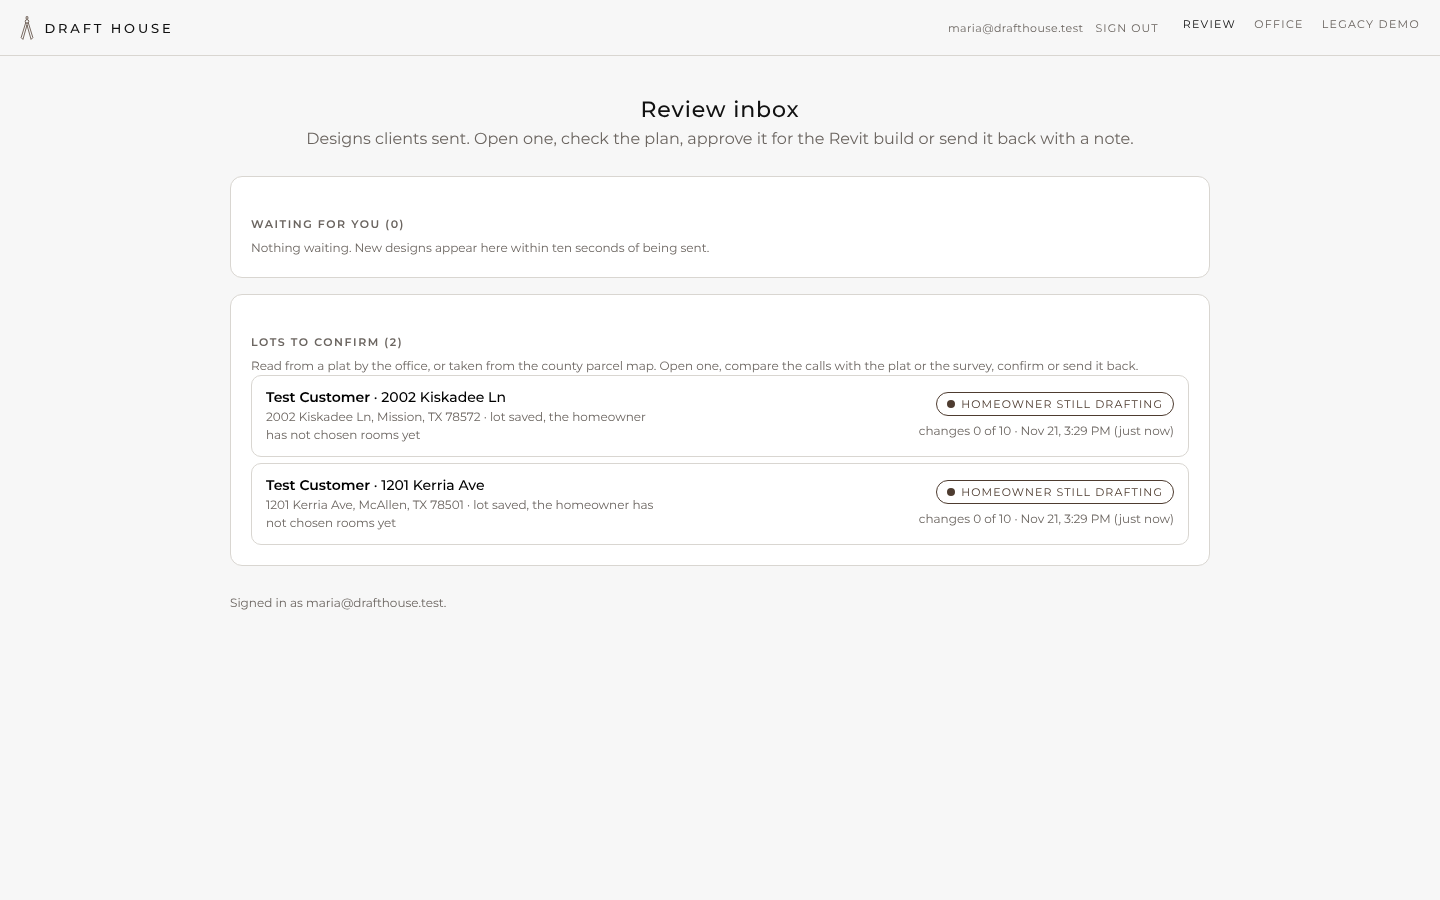 DRAFT HOUSE
maria@drafthouse.test SIGN OUT REVIEW OFFICE LEGACY DEMO
Review inbox
Designs clients sent. Open one, check the plan, approve it for the Revit build or send it back with a note.
WAITING FOR YOU (0)
Nothing waiting. New designs appear here within ten seconds of being sent.
LOTS TO CONFIRM (2)
Read from a plat by the office, or taken from the county parcel map. Open one, compare the calls with the plat or the survey, confirm or send it back.
Test Customer · 2002 Kiskadee Ln
2002 Kiskadee Ln, Mission, TX 78572 · lot saved, the homeowner
has not chosen rooms yet
HOMEOWNER STILL DRAFTING
changes 0 of 10 · Nov 21, 3:29 PM (just now)
Test Customer · 1201 Kerria Ave
1201 Kerria Ave, McAllen, TX 78501 · lot saved, the homeowner has
not chosen rooms yet
HOMEOWNER STILL DRAFTING
changes 0 of 10 · Nov 21, 3:29 PM (just now)
Signed in as maria@drafthouse.test.